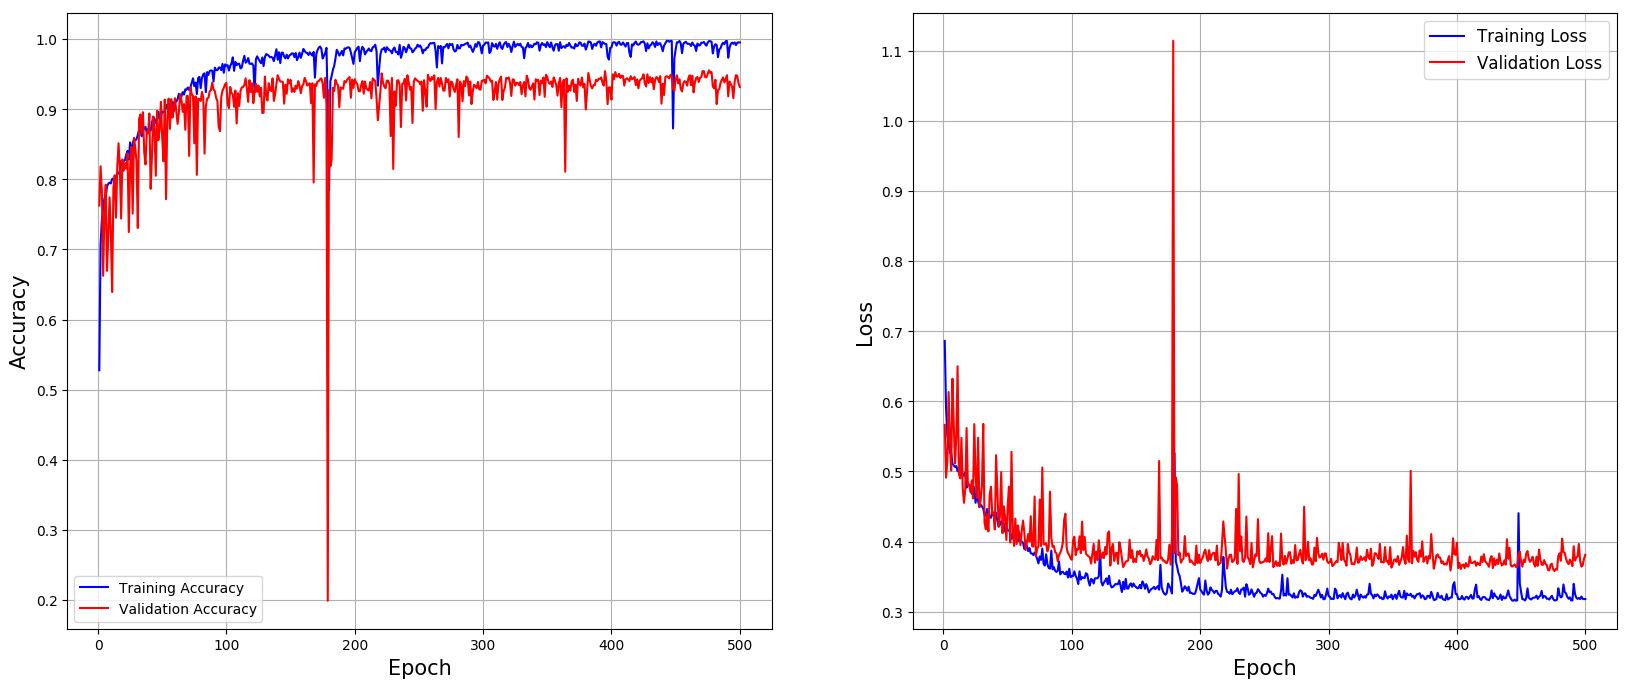 1.0
0.9
0.8
0.7
0.6
0.5
0.4
0.3
0.2
Accuracy
Training Accuracy
Validation Accuracy
0 100 200 300 400 500
Epoch
1.1
1.0
0.9
0.8
0.7
0.6
0.5
0.4
0.3
Loss
Training Loss
Validation Loss
0 100 200 300 400 500
Epoch